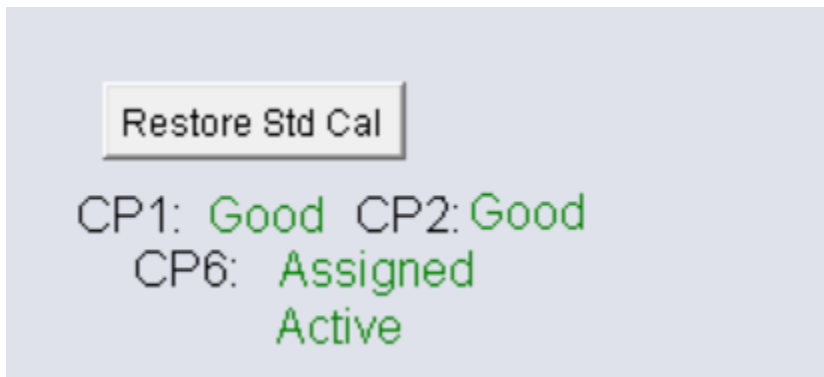 Restore Std Cal
CP1: Good CP2: Good
CP6: Assigned
Active